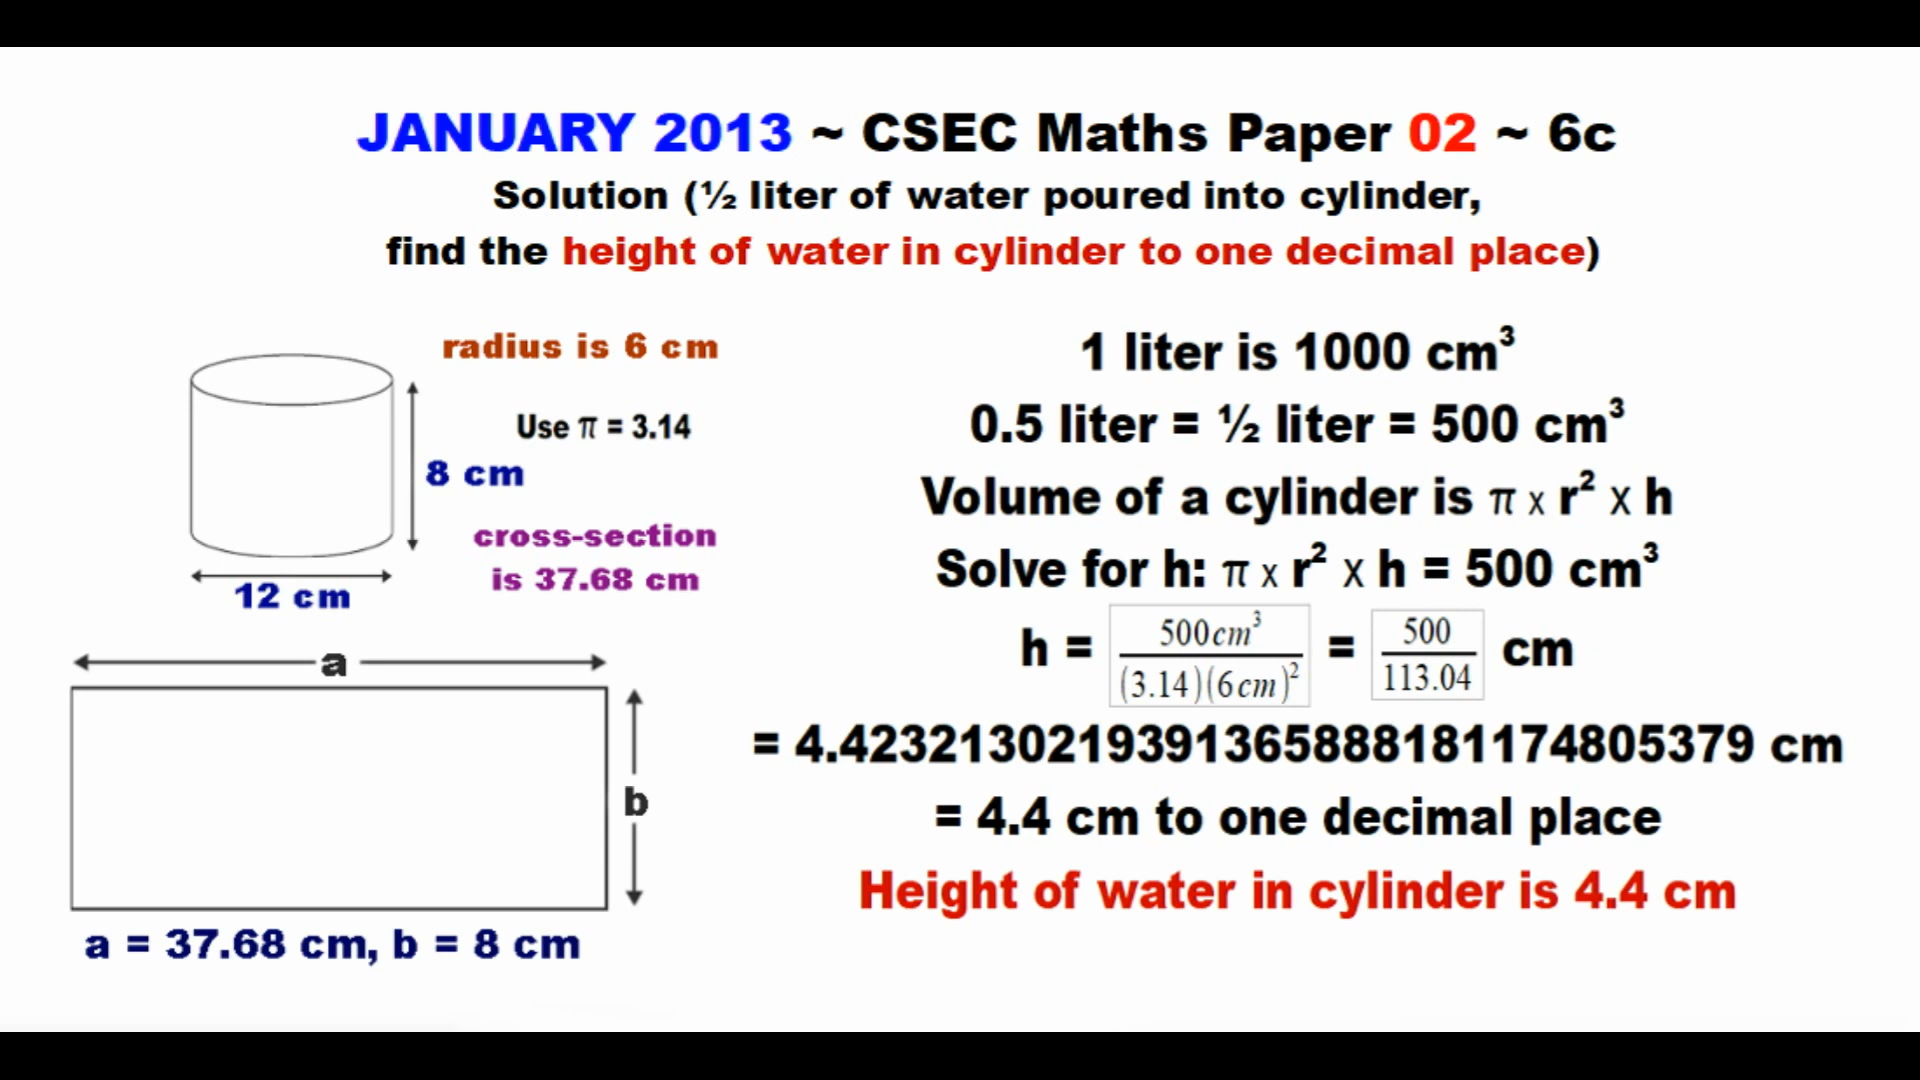 JANUARY 2013 ~ CSEC Maths Paper 02 ~ 6c
Solution (½ liter of water poured into cylinder,
find the height of water in cylinder to one decimal place)
radius is 6 cm
Use π = 3.14
8 cm
cross-section
is 37.68 cm
12 cm
a
b
a = 37.68 cm, b = 8 cm
1 liter is 1000 cm³
0.5 liter = ½ liter = 500 cm³
Volume of a cylinder is π x r² x h
Solve for h: π x r² x h = 500 cm³
h = 500cm³ / (3.14)(6cm)² = 500 / 113.04 cm
= 4.4232130219391365888181174805379 cm
= 4.4 cm to one decimal place
Height of water in cylinder is 4.4 cm